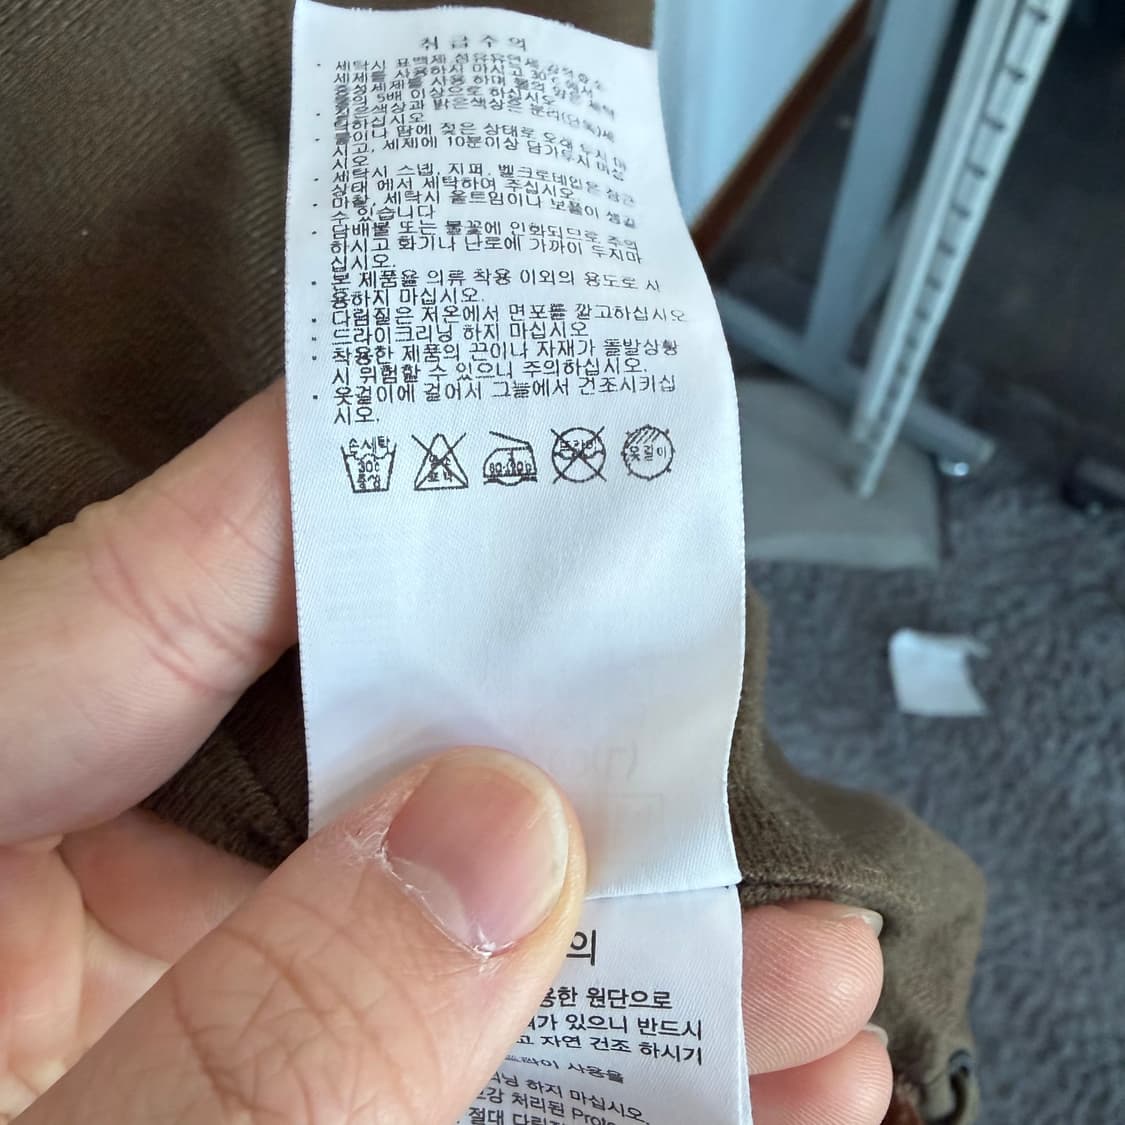 취급주의
· 세탁시 표백제 섬유유연제 산소
세제를 사용하시 마시고 30℃에서
중성세제를 사용 하며 물의 양은 세탁
물의 5배 이상으로 하십시오
· 짙은색상과 밝은색상은 분리(단독)세
탁하십시오
· 물이나 땀에 젖은 상태로 오래 두시 마
시고, 세제에 10분이상 담가두시 마십
시오
· 세탁시 스냅, 지퍼, 벨크로테입은 잠근
상태 에서 세탁하여 주십시오
· 마찰, 세탁시 올트임이나 보풀이 생길
수 있습니다
· 담배불 또는 불꽃에 인화되므로 주의
하시고 화기나 난로에 가까이 두지마
십시오.
· 본 제품을 의류 착용 이외의 용도로 사
용하지 마십시오.
· 다림질은 저온에서 면포를 깔고하십시오
· 드라이크리닝 하지 마십시오
· 착용한 제품의 끈이나 자재가 돌발상황
시 위험할 수 있으니 주의하십시오.
· 옷걸이에 걸어서 그늘에서 건조시키십
시오.
손세탁 30℃ 중성 드라이 옷걸이
의
용한 원단으로
가 있으니 반드시
고 자연 건조 하시기
사용을
닝 하지 마십시오.
처리된
절대